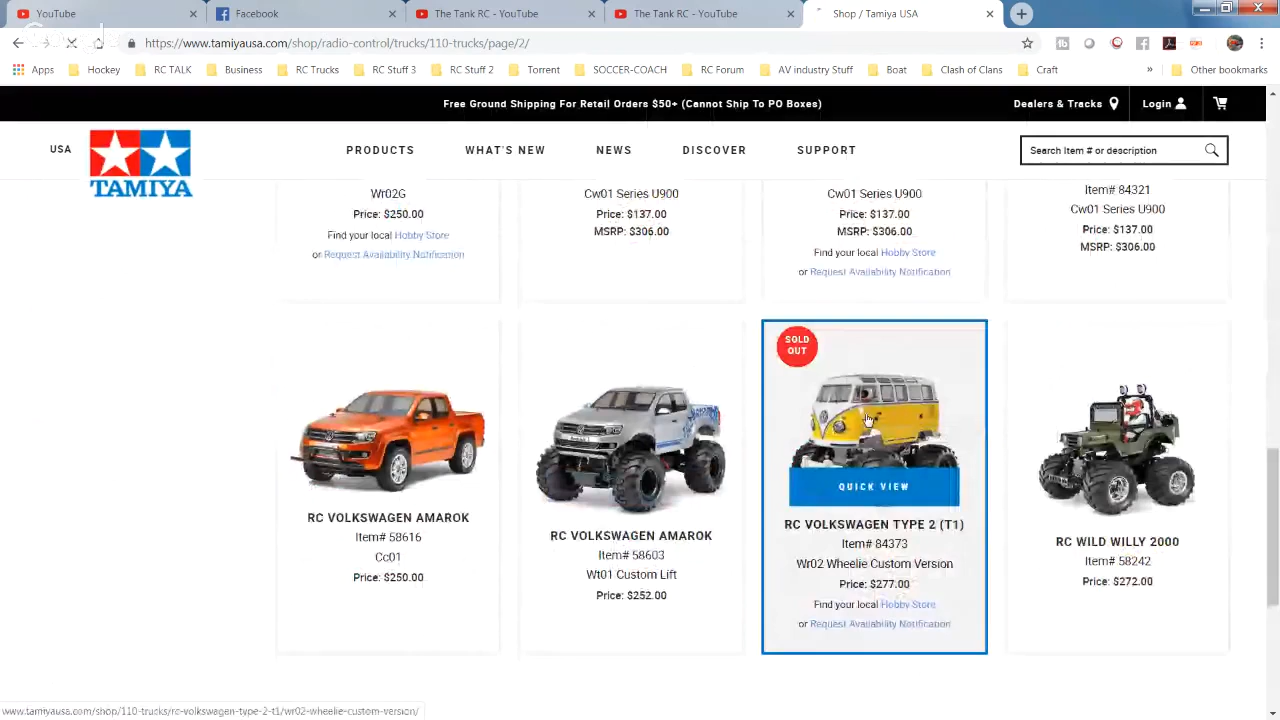 YouTube
Facebook
The Tank RC - YouTube
The Tank RC - YouTube
Shop / Tamiya USA
https://www.tamiyausa.com/shop/radio-control/trucks/110-trucks/page/2/
Apps
Hockey
RC TALK
Business
RC Trucks
RC Stuff 3
RC Stuff 2
Torrent
SOCCER-COACH
RC Forum
AV industry Stuff
Boat
Clash of Clans
Craft
»
Other bookmarks
Free Ground Shipping For Retail Orders $50+ (Cannot Ship To PO Boxes)
Dealers & Tracks
Login
USA
TAMIYA
PRODUCTS
WHAT'S NEW
NEWS
DISCOVER
SUPPORT
Search Item # or description
Wr02G
Price: $250.00
Find your local Hobby Store
or Request Availability Notification
Cw01 Series U900
Price: $137.00
MSRP: $306.00
Cw01 Series U900
Price: $137.00
MSRP: $306.00
Find your local Hobby Store
or Request Availability Notification
Item# 84321
Cw01 Series U900
Price: $137.00
MSRP: $306.00
RC VOLKSWAGEN AMAROK
Item# 58616
Cc01
Price: $250.00
RC VOLKSWAGEN AMAROK
Item# 58603
Wt01 Custom Lift
Price: $252.00
SOLD
OUT
QUICK VIEW
RC VOLKSWAGEN TYPE 2 (T1)
Item# 84373
Wr02 Wheelie Custom Version
Price: $277.00
Find your local Hobby Store
or Request Availability Notification
RC WILD WILLY 2000
Item# 58242
Price: $272.00
www.tamiyausa.com/shop/110-trucks/rc-volkswagen-type-2-t1/wr02-wheelie-custom-version/